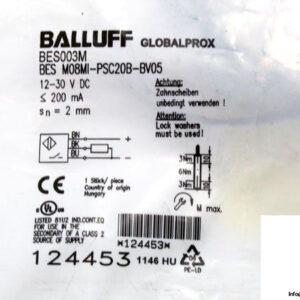 BALLUFF GLOBALPROX
BES003M
BES M08MI-PSC20B-BV05
12-30 V DC
≤ 200 mA
sn = 2 mm
Achtung:
Zahnscheiben
unbedingt verwenden !
Attention:
Lock washers
must be used!
BN
BK
BU
+
-
3Nm
6Nm
3Nm
1 Stück/ piece
Country of origin
Hungary
M max.
LISTED 81U2 IND.CONT.EQ
FOR USE IN THE
SECONDARY OF A CLASS 2
SOURCE OF SUPPLY
*124453*
124453 1146 HU
PE-LD